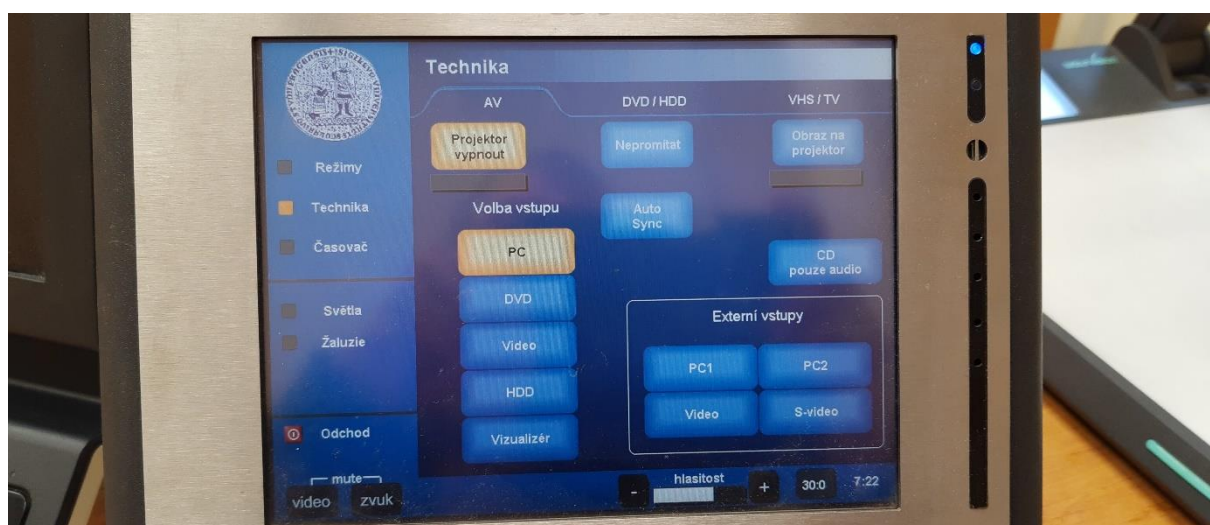 Technika
AV
DVD / HDD
VHS / TV
Projektor
vypnout
Nepromítat
Obraz na
projektor
Režimy
Technika
Časovač
Světla
Žaluzie
Odchod
mute
video zvuk
Volba vstupu
PC
DVD
Video
HDD
Vizualizér
Auto
Sync
CD
pouze audio
Externí vstupy
PC1 PC2
Video S-video
- hlasitost + 30:0 7:22